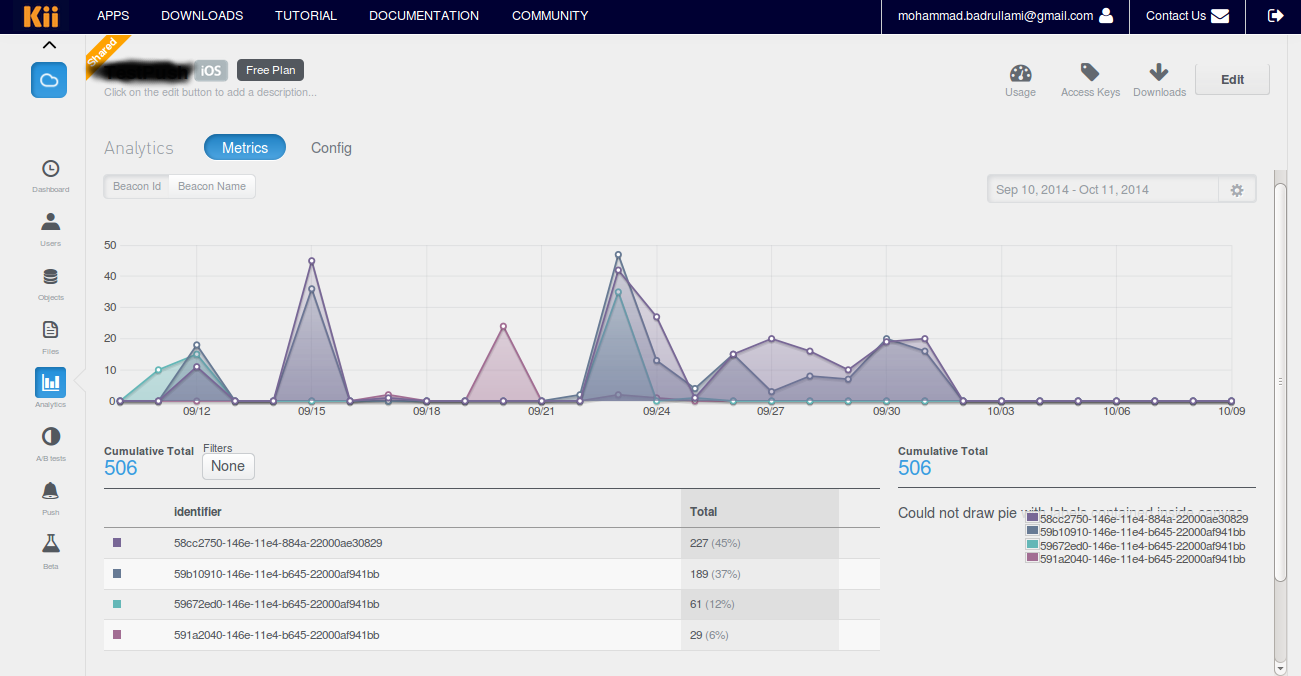 Kii APPS DOWNLOADS TUTORIAL DOCUMENTATION COMMUNITY mohammad.badrullami@gmail.com Contact Us
Shared
iOS Free Plan
Click on the edit button to add a description...
Usage Access Keys Downloads Edit
Analytics Metrics Config
Beacon Id Beacon Name
Sep 10, 2014 - Oct 11, 2014
Dashboard
Users
Objects
Files
Analytics
A/B tests
Push
Beta
50
40
30
20
10
0
09/12 09/15 09/18 09/21 09/24 09/27 09/30 10/03 10/06 10/09
Cumulative Total
506
Filters
None
identifier Total
58cc2750-146e-11e4-884a-22000ae30829 227 (45%)
59b10910-146e-11e4-b645-22000af941bb 189 (37%)
59672ed0-146e-11e4-b645-22000af941bb 61 (12%)
591a2040-146e-11e4-b645-22000af941bb 29 (6%)
Cumulative Total
506
Could not draw pie with labels contained inside canvas
58cc2750-146e-11e4-884a-22000ae30829
59b10910-146e-11e4-b645-22000af941bb
59672ed0-146e-11e4-b645-22000af941bb
591a2040-146e-11e4-b645-22000af941bb